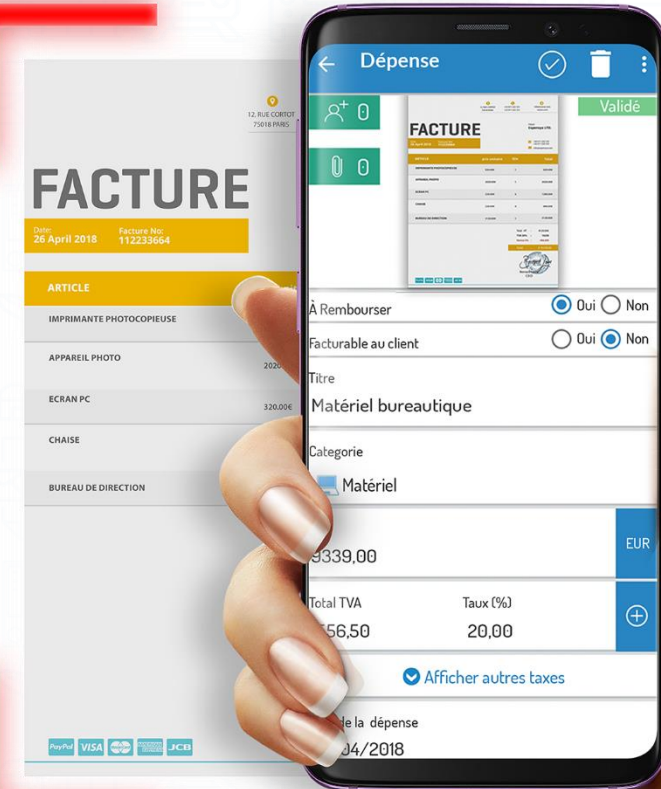 12, RUE CORTOT
75018 PARIS
FACTURE
Date:
26 April 2018
Facture No:
112233664
ARTICLE
IMPRIMANTE PHOTOCOPIEUSE
APPAREIL PHOTO
2020
ECRAN PC
320.00€
CHAISE
BUREAU DE DIRECTION
PayPal VISA JCB
Dépense
0
Validé
0
FACTURE
À Rembourser
Oui Non
Facturable au client
Oui Non
Titre
Matériel bureautique
Categorie
Matériel
9339,00
EUR
Total TVA Taux (%)
56,50 20,00
Afficher autres taxes
de la dépense
04/2018